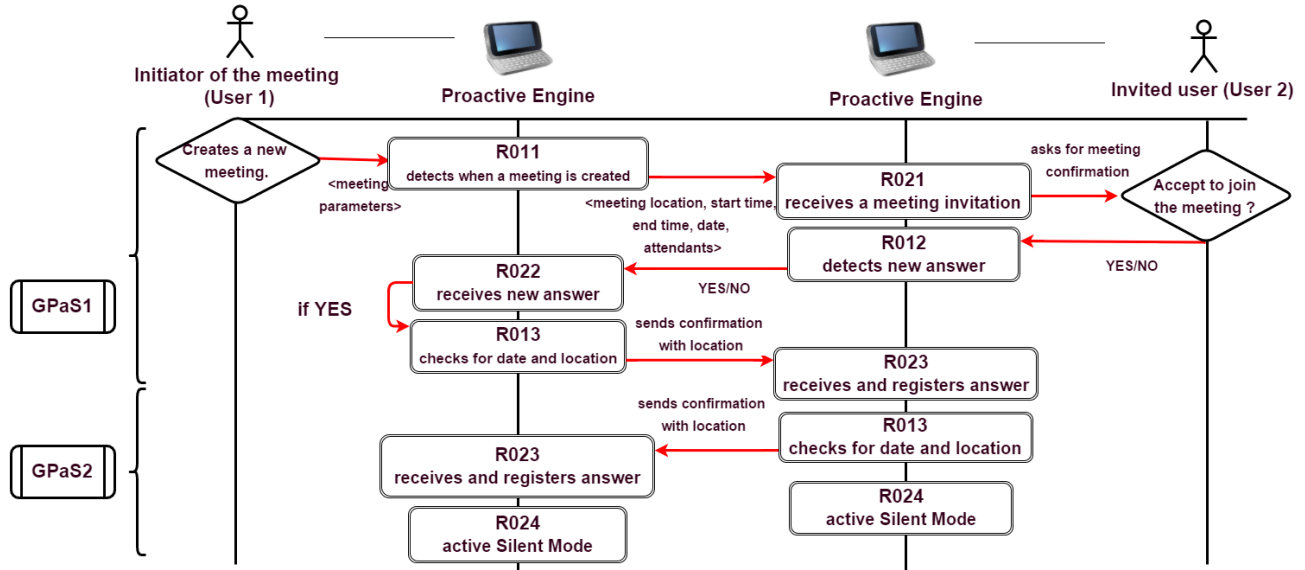 Initiator of the meeting
(User 1)
Proactive Engine
Proactive Engine
Invited user (User 2)
Creates a new
meeting.
<meeting
parameters>
R011
detects when a meeting is created
<meeting location, start time,
end time, date,
attendants>
R021
receives a meeting invitation
asks for meeting
confirmation
Accept to join
the meeting ?
YES/NO
R012
detects new answer
YES/NO
R022
receives new answer
if YES
R013
checks for date and location
sends confirmation
with location
R023
receives and registers answer
GPaS1
R013
checks for date and location
sends confirmation
with location
R023
receives and registers answer
R024
active Silent Mode
R024
active Silent Mode
GPaS2